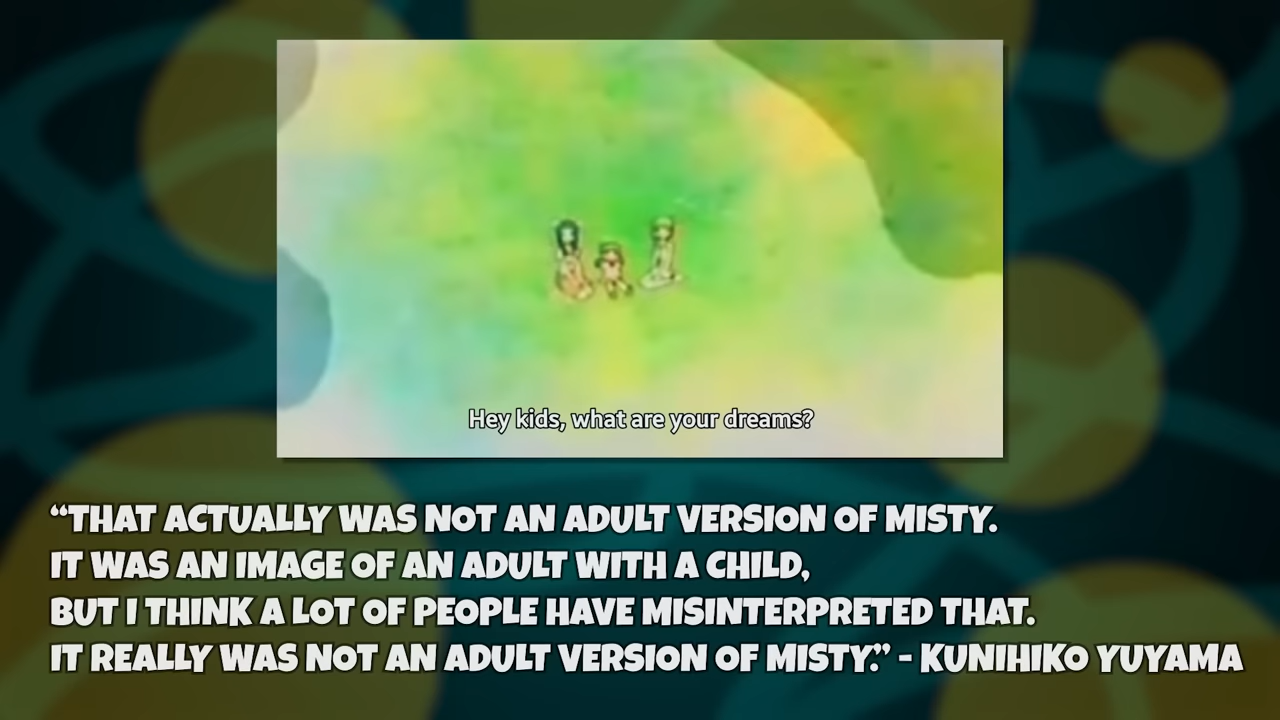 Hey kids, what are your dreams?
“THAT ACTUALLY WAS NOT AN ADULT VERSION OF MISTY.
IT WAS AN IMAGE OF AN ADULT WITH A CHILD,
BUT I THINK A LOT OF PEOPLE HAVE MISINTERPRETED THAT.
IT REALLY WAS NOT AN ADULT VERSION OF MISTY.” - KUNIHIKO YUYAMA